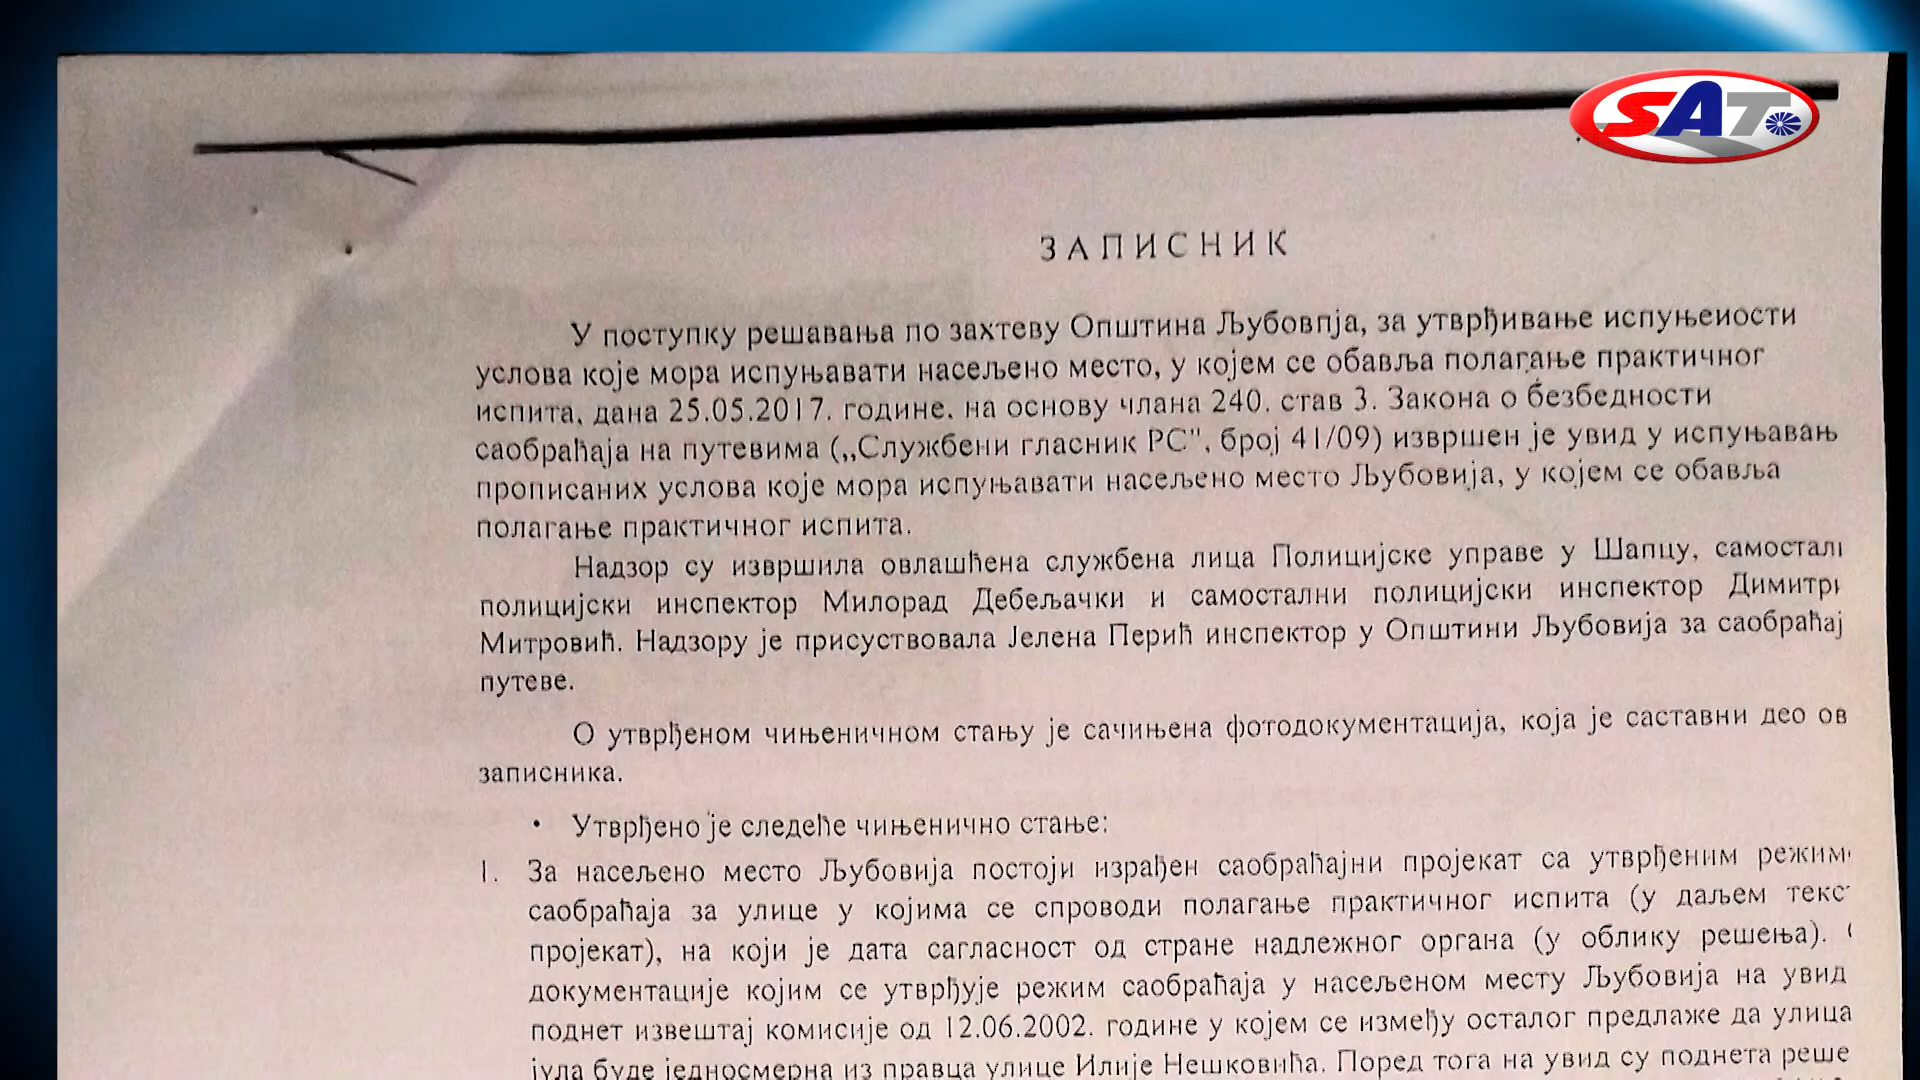 SAT
ЗАПИСНИК
У поступку решавања по захтеву Општина Љубовпја, за утврђивање испуњеиости
услова које мора испуњавати насељено место, у којем се обавља полагање практичног
испита, дана 25.05.2017. године. на основу члана 240. став 3. Закона о безбедности
саобраћаја на путевима (,,Службени гласник РС", број 41/09) извршен је увид у испуњавањ
прописаних услова које мора испуњавати насељено место Љубовија, у којем се обавља
полагање практичног испита.
Надзор су извршила овлашћена службена лица Полицијске управе у Шапцу, самостал
полицијски инспектор Милорад Дебељачки и самостални полицијски инспектор Димитри
Митровић. Надзору је присуствовала Јелена Перић инспектор у Општини Љубовија за саобраћај
путеве.
О утврђеном чињеничном стању је сачињена фотодокументација, која је саставни део ов
записника.
• Утврђено је следеће чињенично стање:
1. За насељено место Љубовија постоји израђен саобраћајни пројекат са утврђеним режим
саобраћаја за улице у којима се спроводи полагање практичног испита (у даљем текс
пројекат), на који је дата сагласност од стране надлежног органа (у облику решења).
документације којим се утврђује режим саобраћаја у насељеном месту Љубовија на увид
поднет извештај комисије од 12.06.2002. године у којем се између осталог предлаже да улица
јула буде једносмерна из правца улице Илије Нешковића. Поред тога на увид су поднета реше